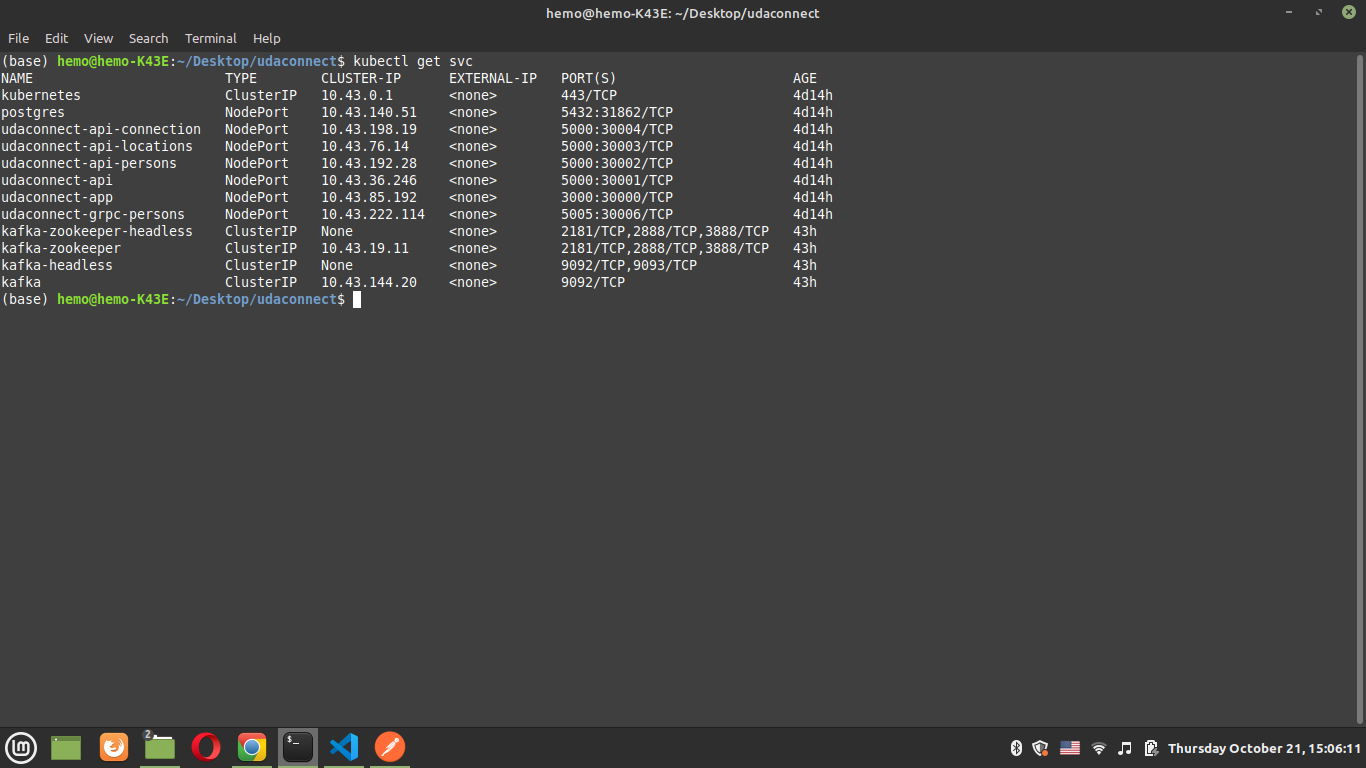 hemo@hemo-K43E: ~/Desktop/udaconnect
File Edit View Search Terminal Help
(base) hemo@hemo-K43E:~/Desktop/udaconnect$ kubectl get svc
NAME TYPE CLUSTER-IP EXTERNAL-IP PORT(S) AGE
kubernetes ClusterIP 10.43.0.1 <none> 443/TCP 4d14h
postgres NodePort 10.43.140.51 <none> 5432:31862/TCP 4d14h
udaconnect-api-connection NodePort 10.43.198.19 <none> 5000:30004/TCP 4d14h
udaconnect-api-locations NodePort 10.43.76.14 <none> 5000:30003/TCP 4d14h
udaconnect-api-persons NodePort 10.43.192.28 <none> 5000:30002/TCP 4d14h
udaconnect-api NodePort 10.43.36.246 <none> 5000:30001/TCP 4d14h
udaconnect-app NodePort 10.43.85.192 <none> 3000:30000/TCP 4d14h
udaconnect-grpc-persons NodePort 10.43.222.114 <none> 5005:30006/TCP 4d14h
kafka-zookeeper-headless ClusterIP None <none> 2181/TCP,2888/TCP,3888/TCP 43h
kafka-zookeeper ClusterIP 10.43.19.11 <none> 2181/TCP,2888/TCP,3888/TCP 43h
kafka-headless ClusterIP None <none> 9092/TCP,9093/TCP 43h
kafka ClusterIP 10.43.144.20 <none> 9092/TCP 43h
(base) hemo@hemo-K43E:~/Desktop/udaconnect$
2
$_
Thursday October 21, 15:06:11